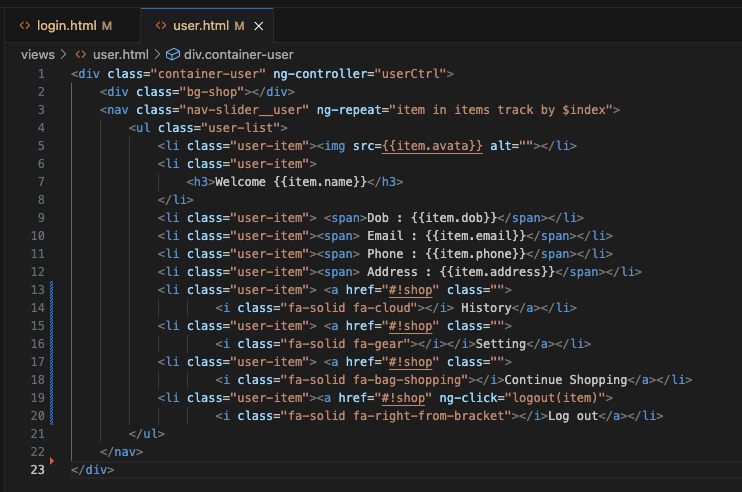 login.html M
user.html M
views > user.html > div.container-user
1 <div class="container-user" ng-controller="userCtrl">
2 <div class="bg-shop"></div>
3 <nav class="nav-slider__user" ng-repeat="item in items track by $index">
4 <ul class="user-list">
5 <li class="user-item"><img src={{item.avata}} alt=""></li>
6 <li class="user-item">
7 <h3>Welcome {{item.name}}</h3>
8 </li>
9 <li class="user-item"> <span>Dob : {{item.dob}}</span></li>
10 <li class="user-item"><span> Email : {{item.email}}</span></li>
11 <li class="user-item"><span> Phone : {{item.phone}}</span></li>
12 <li class="user-item"><span> Address : {{item.address}}</span></li>
13 <li class="user-item"> <a href="#!shop" class="">
14 <i class="fa-solid fa-cloud"></i> History</a></li>
15 <li class="user-item"> <a href="#!shop" class="">
16 <i class="fa-solid fa-gear"></i></i>Setting</a></li>
17 <li class="user-item"> <a href="#!shop" class="">
18 <i class="fa-solid fa-bag-shopping"></i>Continue Shopping</a></li>
19 <li class="user-item"><a href="#!shop" ng-click="logout(item)">
20 <i class="fa-solid fa-right-from-bracket"></i>Log out</a></li>
21 </ul>
22 </nav>
23 </div>